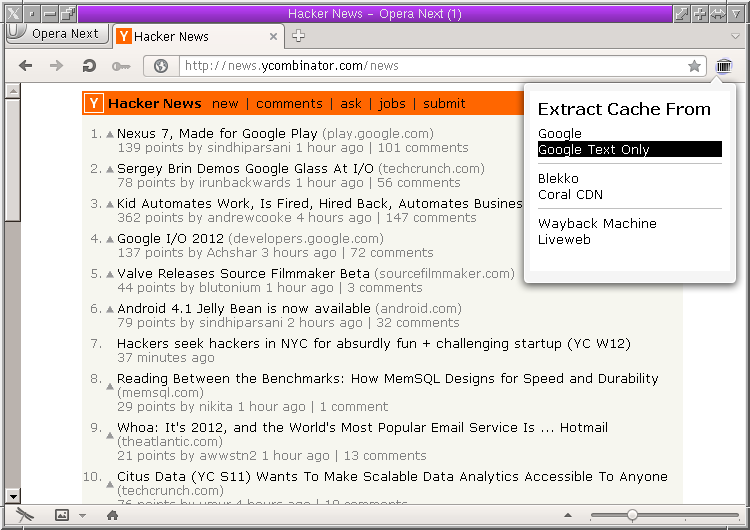 Hacker News - Opera Next (1)
Opera Next
Hacker News
http://news.ycombinator.com/news
Y Hacker News new | comments | ask | jobs | submit
1. Nexus 7, Made for Google Play (play.google.com)
139 points by sindhiparsani 1 hour ago | 101 comments
2. Sergey Brin Demos Google Glass At I/O (techcrunch.com)
78 points by irunbackwards 1 hour ago | 56 comments
3. Kid Automates Work, Is Fired, Hired Back, Automates Business
362 points by andrewcooke 4 hours ago | 147 comments
4. Google I/O 2012 (developers.google.com)
137 points by Achshar 3 hours ago | 72 comments
5. Valve Releases Source Filmmaker Beta (sourcefilmmaker.com)
44 points by blutonium 1 hour ago | 3 comments
6. Android 4.1 Jelly Bean is now available (android.com)
79 points by sindhiparsani 2 hours ago | 32 comments
7. Hackers seek hackers in NYC for absurdly fun + challenging startup (YC W12)
37 minutes ago
8. Reading Between the Benchmarks: How MemSQL Designs for Speed and Durability
(memsql.com)
29 points by nikita 1 hour ago | 1 comment
9. Whoa: It's 2012, and the World's Most Popular Email Service Is ... Hotmail
(theatlantic.com)
21 points by awwstn2 1 hour ago | 13 comments
10. Citus Data (YC S11) Wants To Make Scalable Data Analytics Accessible To Anyone
(techcrunch.com)
76 points by umur 4 hours ago | 19 comments
Extract Cache From
Google
Google Text Only
Blekko
Coral CDN
Wayback Machine
Liveweb